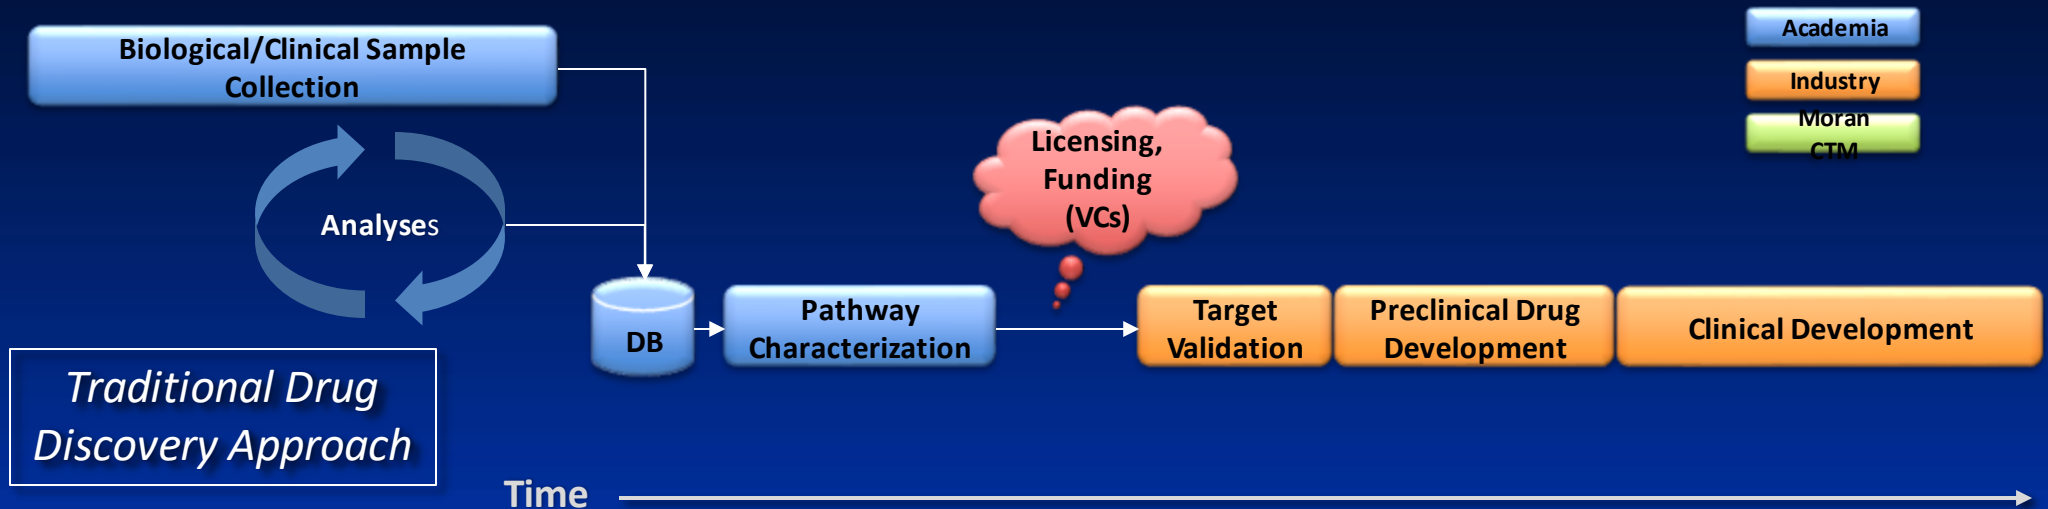 Biological/Clinical Sample
Collection
Academia
Industry
Moran
CTM
Licensing,
Funding
(VCs)
Analyses
DB
Pathway
Characterization
Target
Validation
Preclinical Drug
Development
Clinical Development
Traditional Drug
Discovery Approach
Time